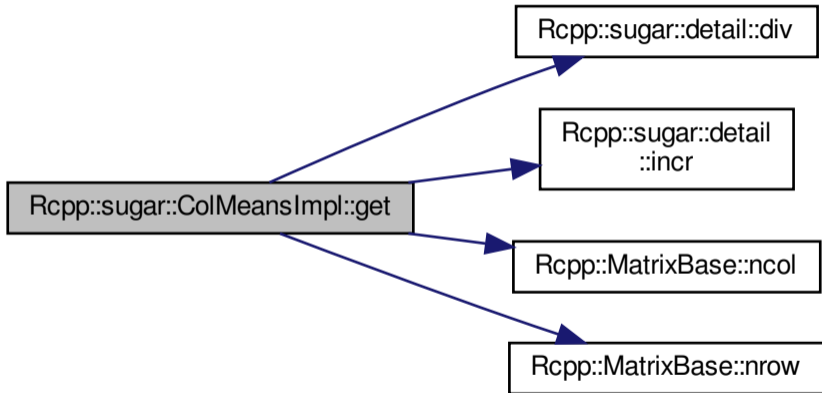 Rcpp::sugar::detail::div
Rcpp::sugar::detail
::incr
Rcpp::sugar::ColMeansImpl::get
Rcpp::MatrixBase::ncol
Rcpp::MatrixBase::nrow